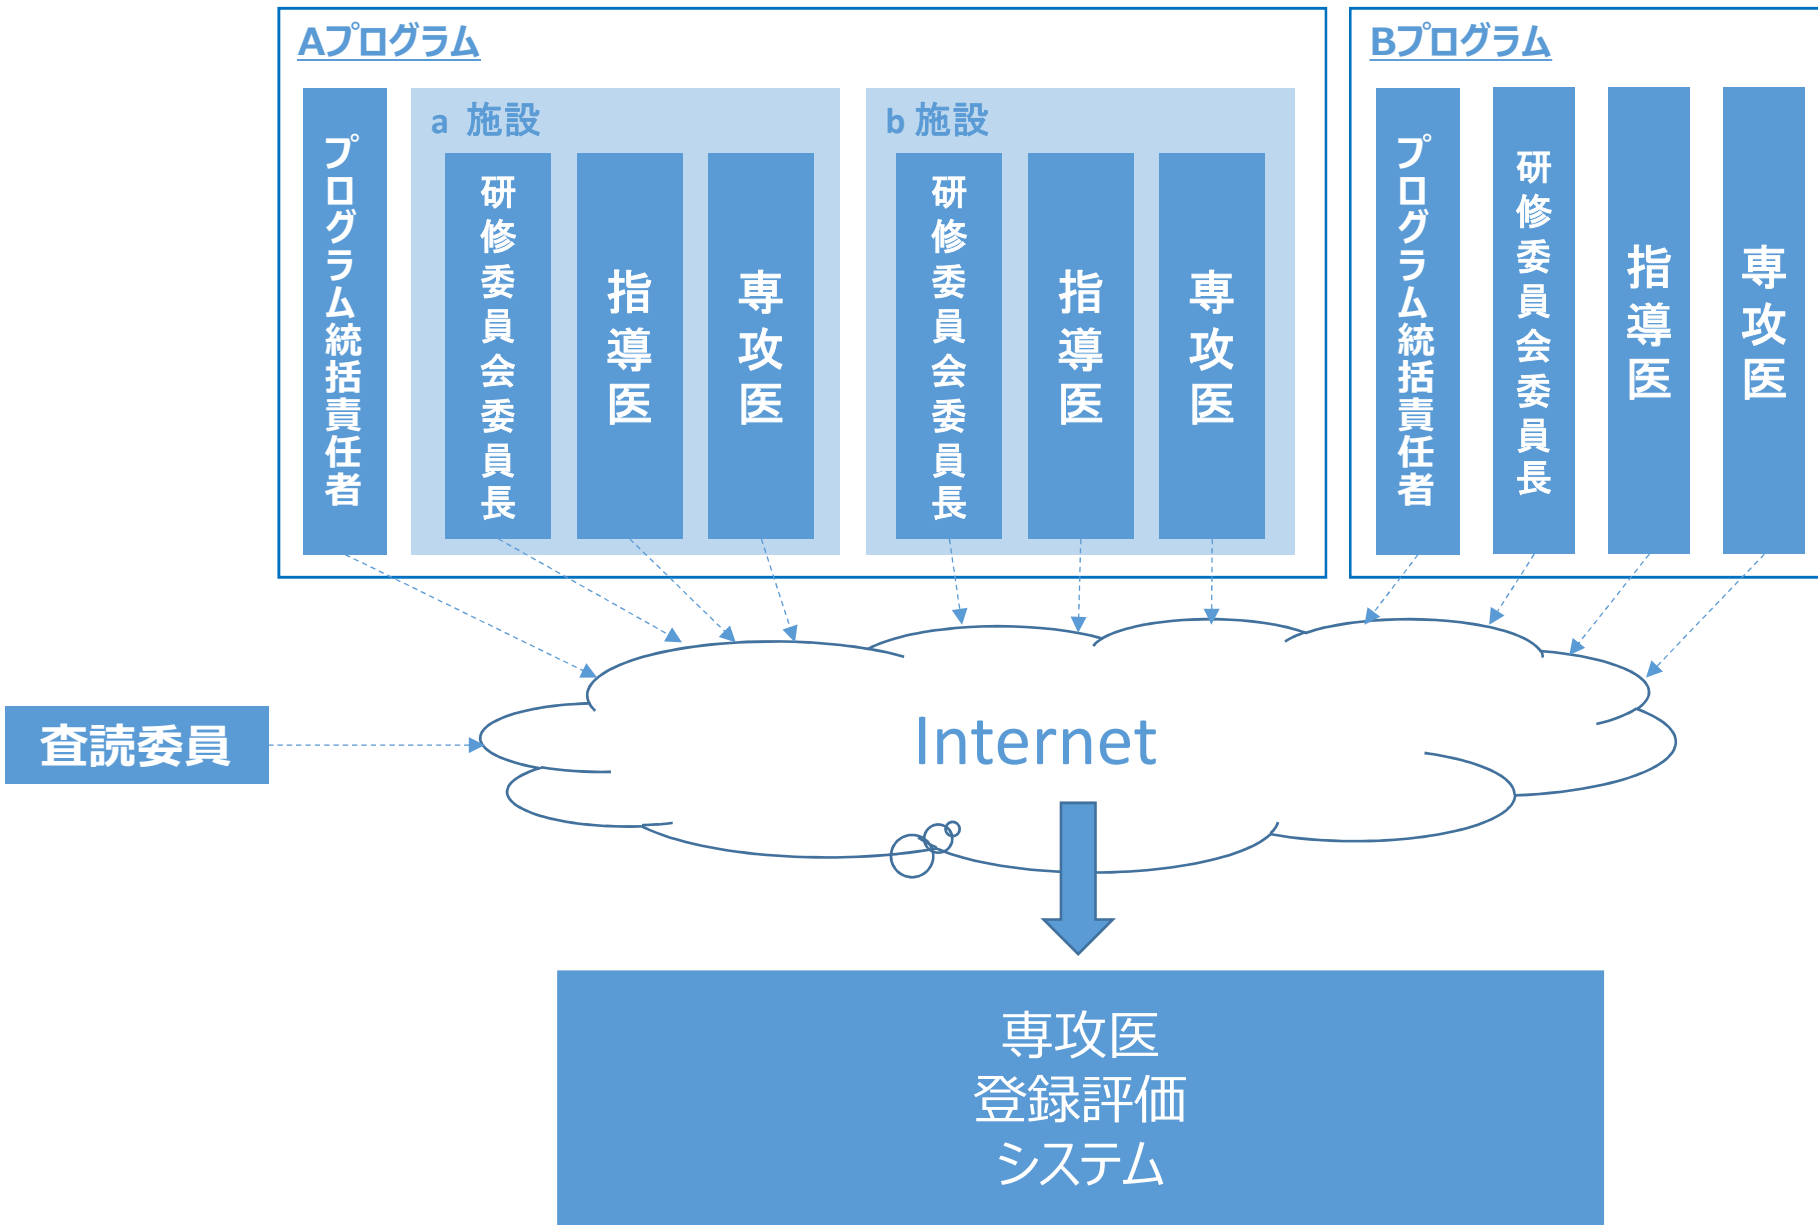 Aプログラム
プログラム統括責任者
a 施設
研修委員会委員長
指導医
専攻医
b 施設
研修委員会委員長
指導医
専攻医
Bプログラム
プログラム統括責任者
研修委員会委員長
指導医
専攻医
査読委員
Internet
専攻医
登録評価
システム